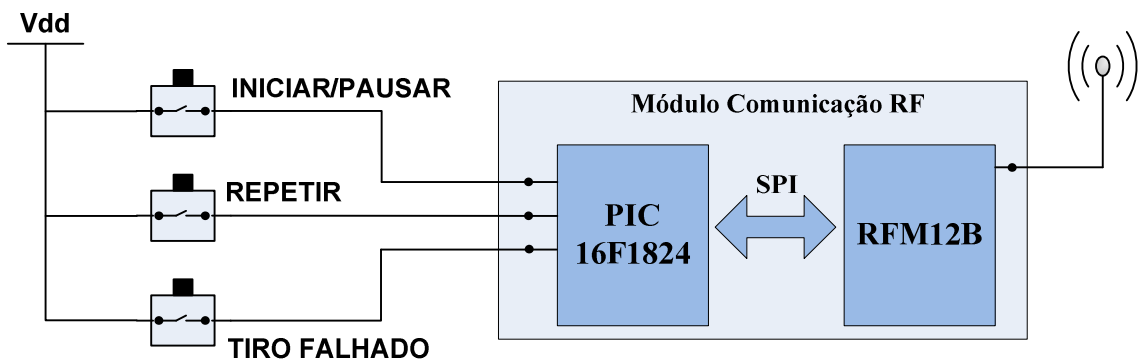 Vdd
INICIAR/PAUSAR
REPETIR
TIRO FALHADO
Módulo Comunicação RF
PIC
16F1824
SPI
RFM12B